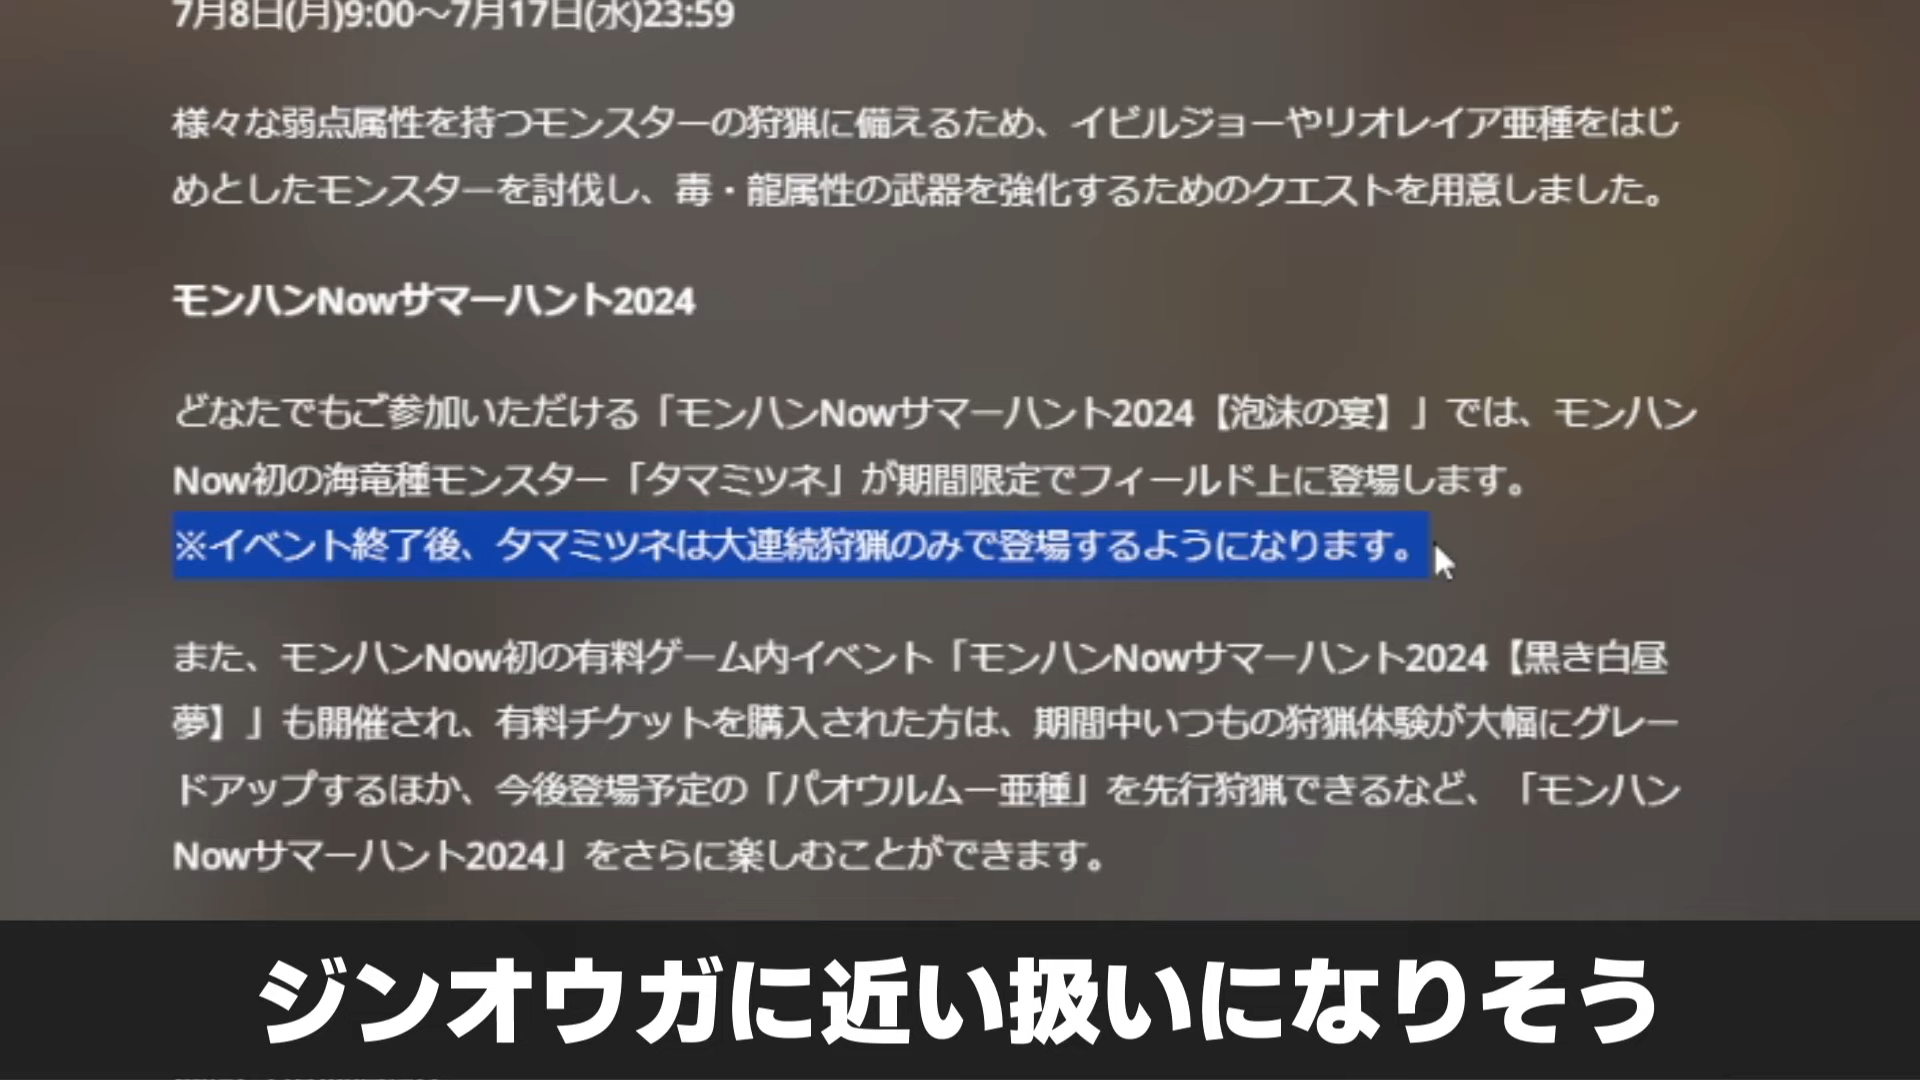 7月8日(月)9:00～7月17日(水)23:59
様々な弱点属性を持つモンスターの狩猟に備えるため、イビルジョーやリオレイア亜種をはじ
めとしたモンスターを討伐し、毒・龍属性の武器を強化するためのクエストを用意しました。
モンハンNowサマーハント2024
どなたでもご参加いただける「モンハンNowサマーハント2024【泡沫の宴】」では、モンハン
Now初の海竜種モンスター「タマミツネ」が期間限定でフィールド上に登場します。
※イベント終了後、タマミツネは大連続狩猟のみで登場するようになります。
また、モンハンNow初の有料ゲーム内イベント「モンハンNowサマーハント2024【黒き白昼
夢】」も開催され、有料チケットを購入された方は、期間中いつもの狩猟体験が大幅にグレー
ドアップするほか、今後登場予定の「パオウルムー亜種」を先行狩猟できるなど、「モンハン
Nowサマーハント2024」をさらに楽しむことができます。
ジンオウガに近い扱いになりそう